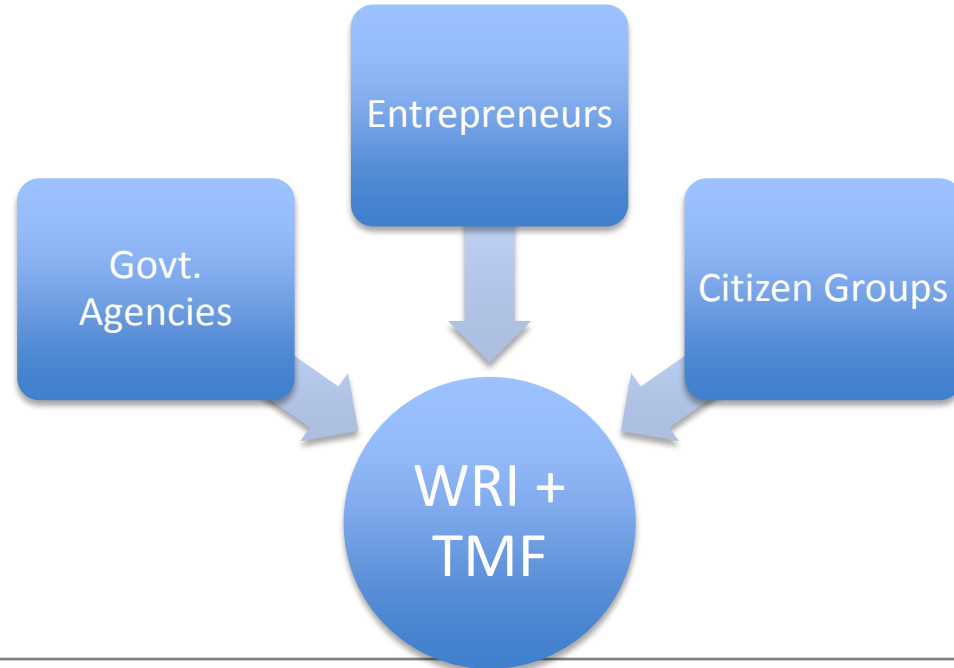 Entrepreneurs
Govt.
Agencies
Citizen Groups
WRI +
TMF